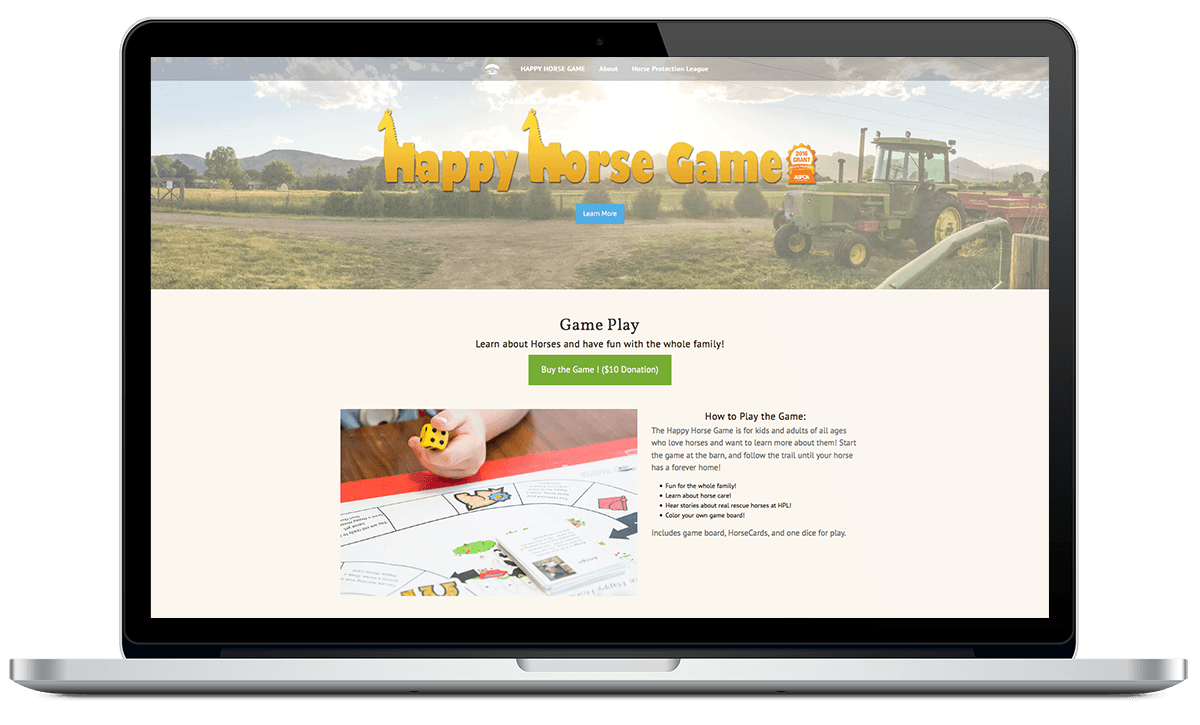 HAPPY HORSE GAME About Horse Protection League
Happy Horse Game
2016
GRANT
ASPCA
Learn More
Game Play
Learn about Horses and have fun with the whole family!
Buy the Game ! ($10 Donation)
How to Play the Game:
The Happy Horse Game is for kids and adults of all ages
who love horses and want to learn more about them! Start
the game at the barn, and follow the trail until your horse
has a forever home!
Fun for the whole family!
Learn about horse care!
Hear stories about real rescue horses at HPL!
Color your own game board!
Includes game board, HorseCards, and one dice for play.